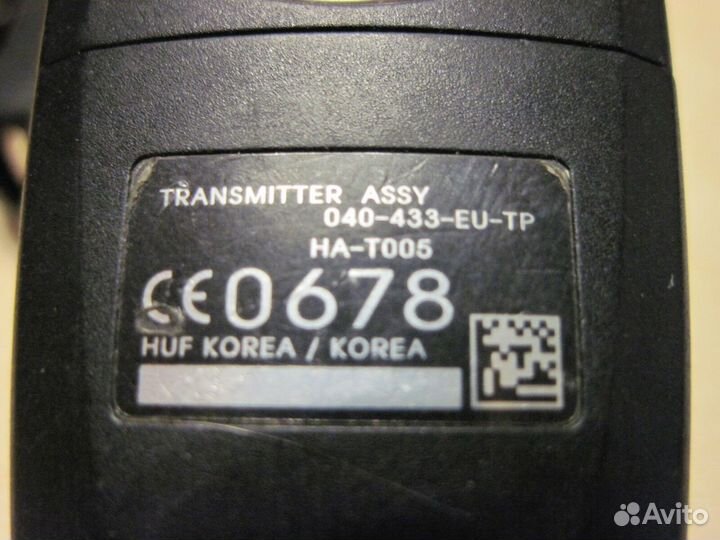 TRANSMITTER ASSY
040-433-EU-TP
HA-T005
CE0678
HUF KOREA / KOREA
Avito